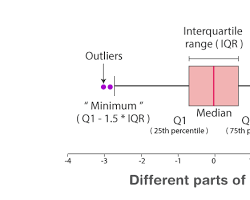 Interquartile
range ( IQR )
Outliers
" Minimum "
( Q1 - 1.5 * IQR )
Median
Q1
( 25th percentile )
Q
( 75th p
-4 -3 -2 -1 0 1
Different parts of